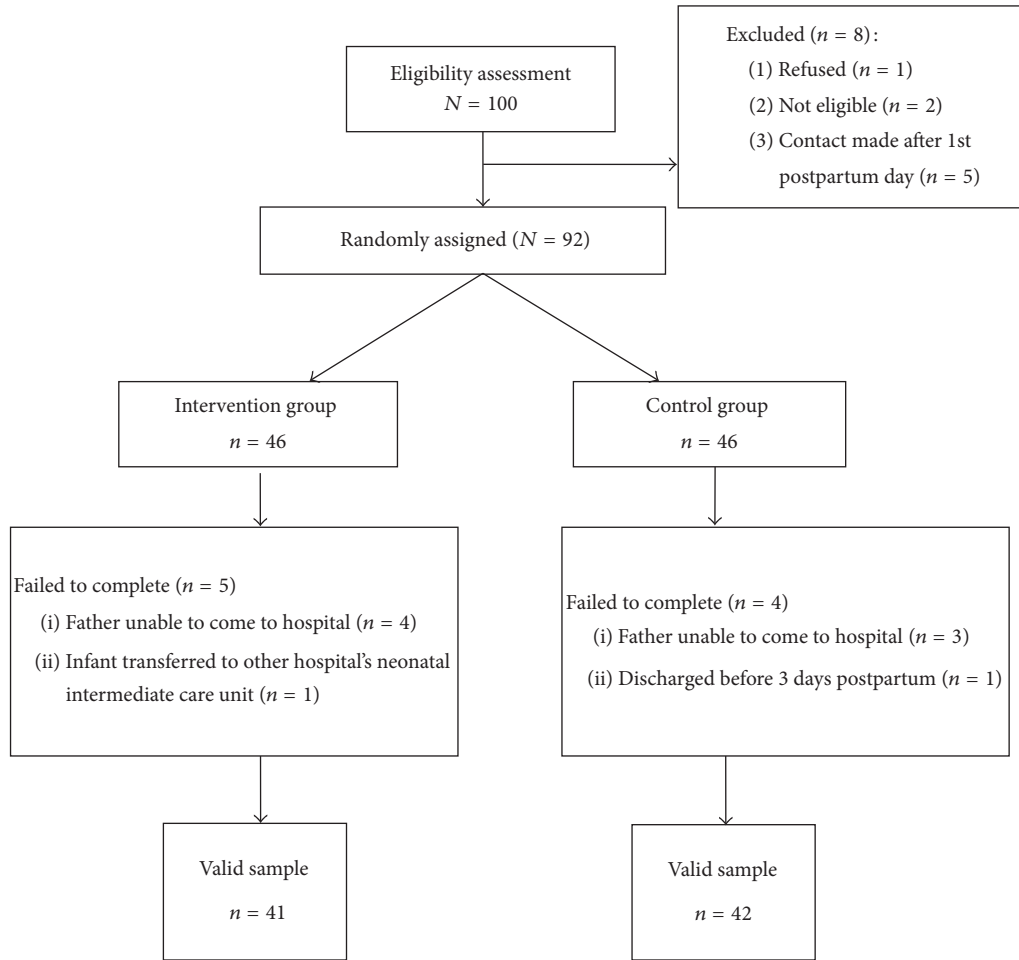 Eligibility assessment
N = 100
Excluded (n = 8):
(1) Refused (n = 1)
(2) Not eligible (n = 2)
(3) Contact made after 1st
postpartum day (n = 5)
Randomly assigned (N = 92)
Intervention group
n = 46
Control group
n = 46
Failed to complete (n = 5)
(i) Father unable to come to hospital (n = 4)
(ii) Infant transferred to other hospital's neonatal
intermediate care unit (n = 1)
Failed to complete (n = 4)
(i) Father unable to come to hospital (n = 3)
(ii) Discharged before 3 days postpartum (n = 1)
Valid sample
n = 41
Valid sample
n = 42